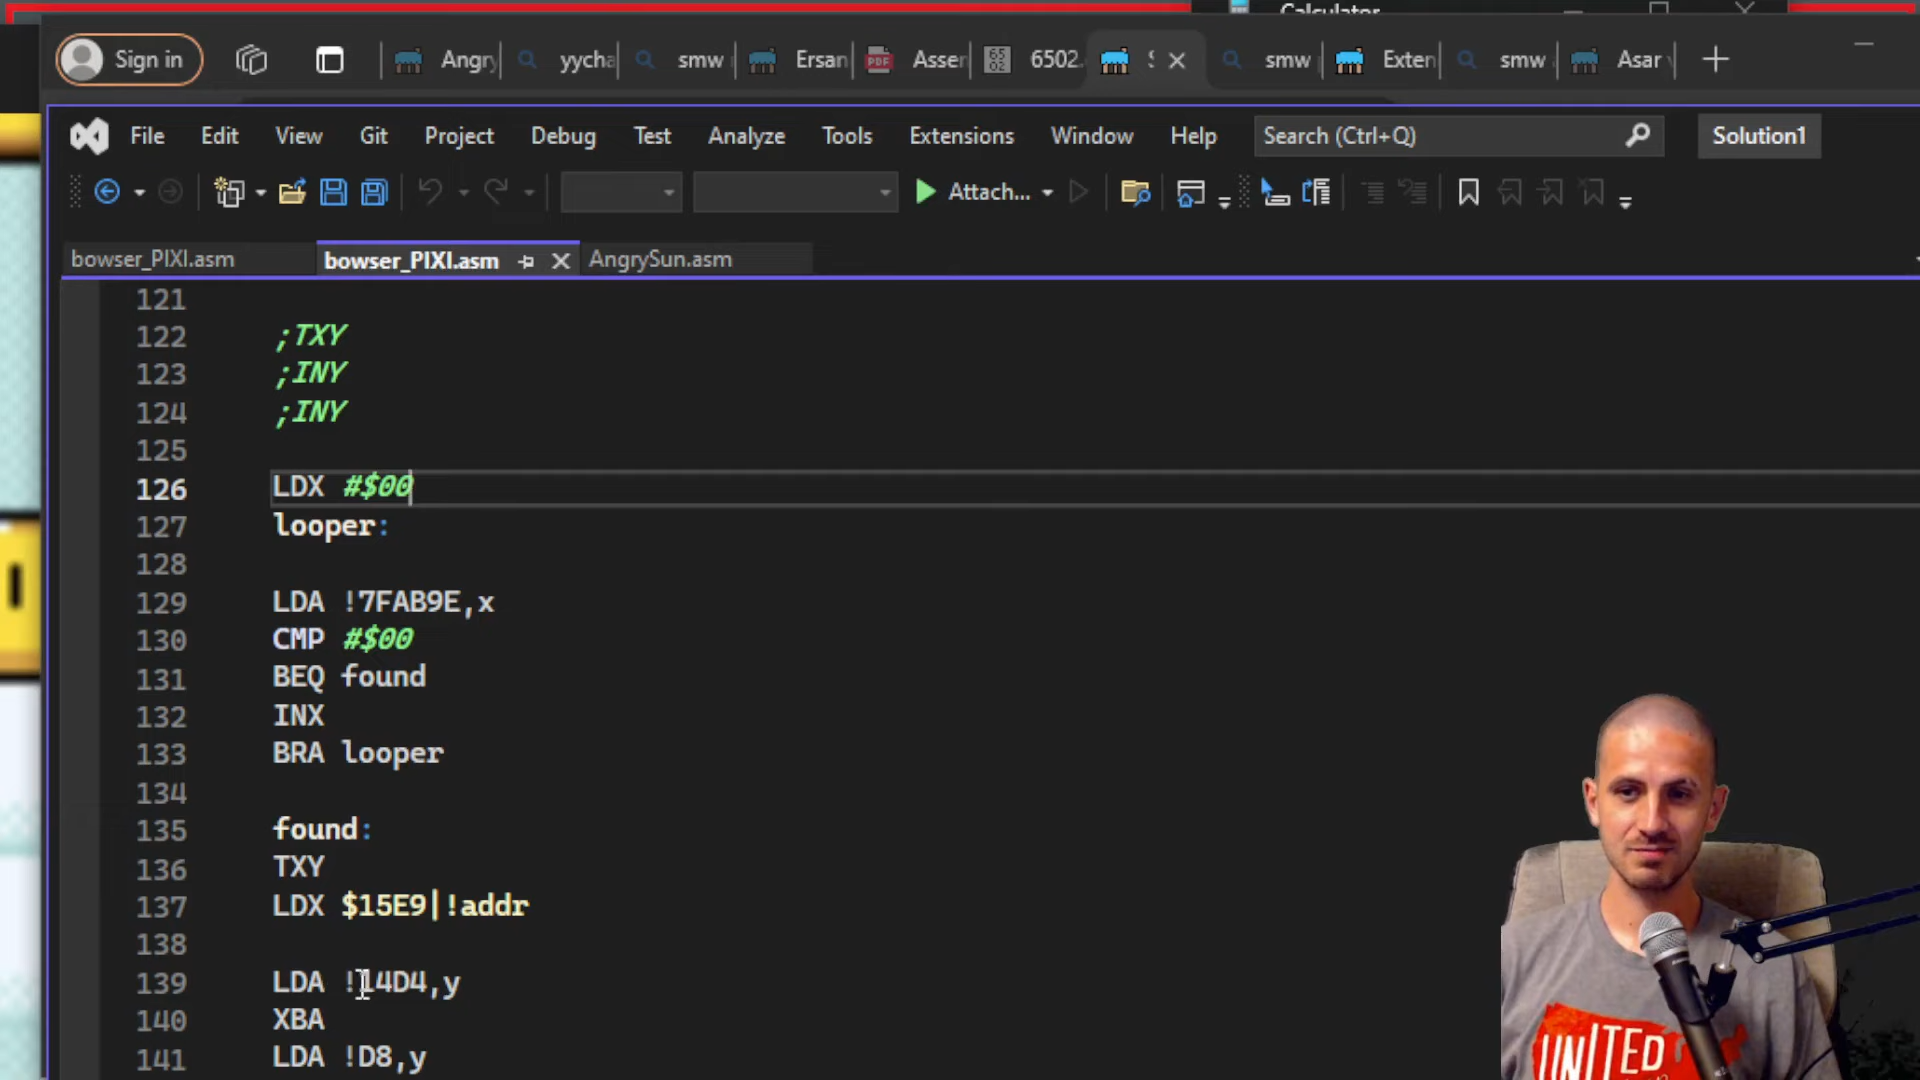 Calculator
Sign in
Angry
yycha
smw
Ersan
Assem
6502.
smw
Exten
smw
Asar
File Edit View Git Project Debug Test Analyze Tools Extensions Window Help Search (Ctrl+Q) Solution1
Attach...
bowser_PIXI.asm bowser_PIXI.asm AngrySun.asm
121
122 ;TXY
123 ;INY
124 ;INY
125
126 LDX #$00
127 looper:
128
129 LDA !7FAB9E,x
130 CMP #$00
131 BEQ found
132 INX
133 BRA looper
134
135 found:
136 TXY
137 LDX $15E9|!addr
138
139 LDA !14D4,y
140 XBA
141 LDA !D8,y
UNITED